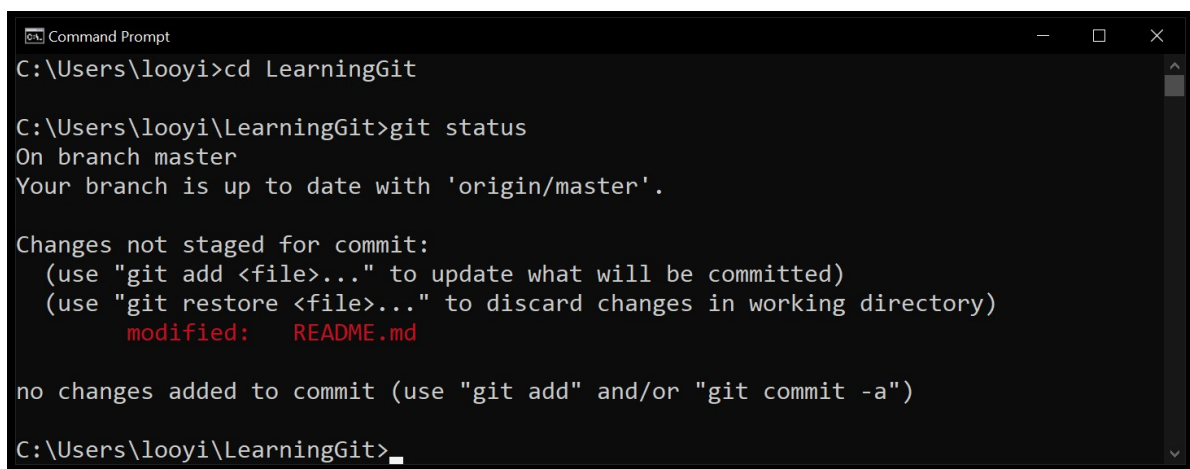 Command Prompt
C:\Users\looyi>cd LearningGit
C:\Users\looyi\LearningGit>git status
On branch master
Your branch is up to date with 'origin/master'.
Changes not staged for commit:
  (use "git add <file>..." to update what will be committed)
  (use "git restore <file>..." to discard changes in working directory)
        modified:   README.md
no changes added to commit (use "git add" and/or "git commit -a")
C:\Users\looyi\LearningGit>